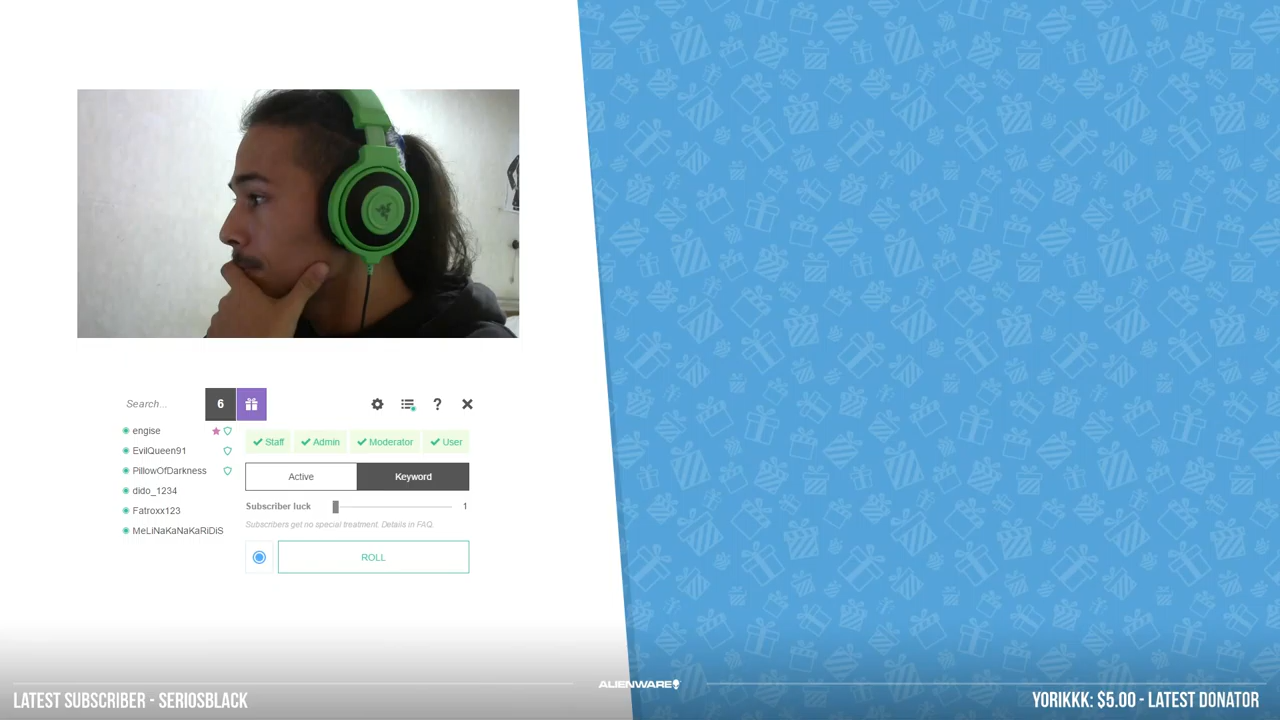 Search...
6
?
engise
EvilQueen91
PillowOfDarkness
dido_1234
Fatroxx123
MeLiNaKaNaKaRiDiS
Staff
Admin
Moderator
User
Active
Keyword
Subscriber luck
1
Subscribers get no special treatment. Details in FAQ.
ROLL
LATEST SUBSCRIBER - SERIOSBLACK
ALIENWARE
YORIKKK: $5.00 - LATEST DONATOR